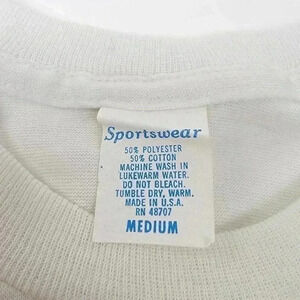 Sportswear
50% POLYESTER
50% COTTON
MACHINE WASH IN
LUKEWARM WATER.
DO NOT BLEACH.
TUMBLE DRY, WARM.
MADE IN U.S.A.
RN 48707
MEDIUM